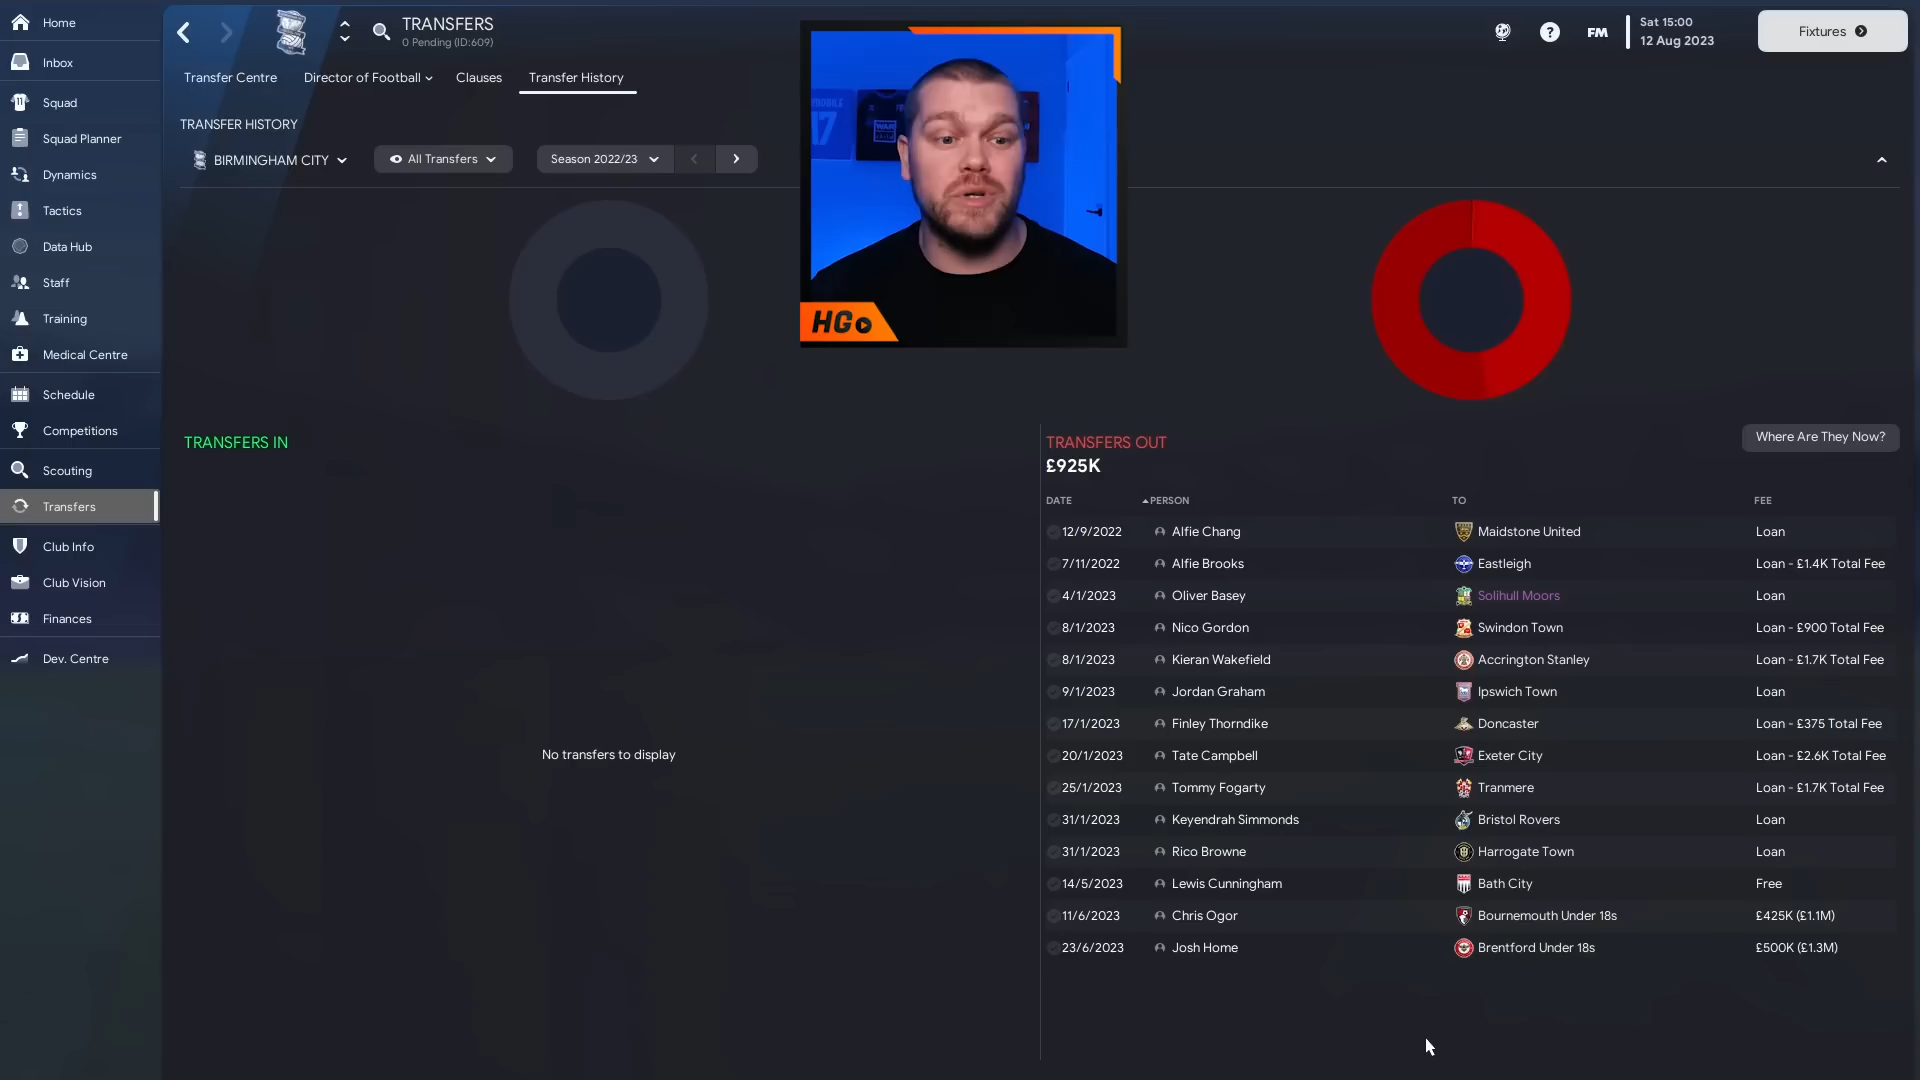 Home
Inbox
Squad
Squad Planner
Dynamics
Tactics
Data Hub
Staff
Training
Medical Centre
Schedule
Competitions
Scouting
Transfers
Club Info
Club Vision
Finances
Dev. Centre
TRANSFERS
0 Pending (ID:609)
FM
Sat 15:00
12 Aug 2023
Fixtures
Transfer Centre
Director of Football
Clauses
Transfer History
TRANSFER HISTORY
BIRMINGHAM CITY
All Transfers
Season 2022/23
17
WAR
HG
TRANSFERS IN
No transfers to display
TRANSFERS OUT
£925K
Where Are They Now?
DATE PERSON TO FEE
12/9/2022 Alfie Chang Maidstone United Loan
7/11/2022 Alfie Brooks Eastleigh Loan - £1.4K Total Fee
4/1/2023 Oliver Basey Solihull Moors Loan
8/1/2023 Nico Gordon Swindon Town Loan - £900 Total Fee
8/1/2023 Kieran Wakefield Accrington Stanley Loan - £1.7K Total Fee
9/1/2023 Jordan Graham Ipswich Town Loan
17/1/2023 Finley Thorndike Doncaster Loan - £375 Total Fee
20/1/2023 Tate Campbell Exeter City Loan - £2.6K Total Fee
25/1/2023 Tommy Fogarty Tranmere Loan - £1.7K Total Fee
31/1/2023 Keyendrah Simmonds Bristol Rovers Loan
31/1/2023 Rico Browne Harrogate Town Loan
14/5/2023 Lewis Cunningham Bath City Free
11/6/2023 Chris Ogor Bournemouth Under 18s £425K (£1.1M)
23/6/2023 Josh Home Brentford Under 18s £500K (£1.3M)